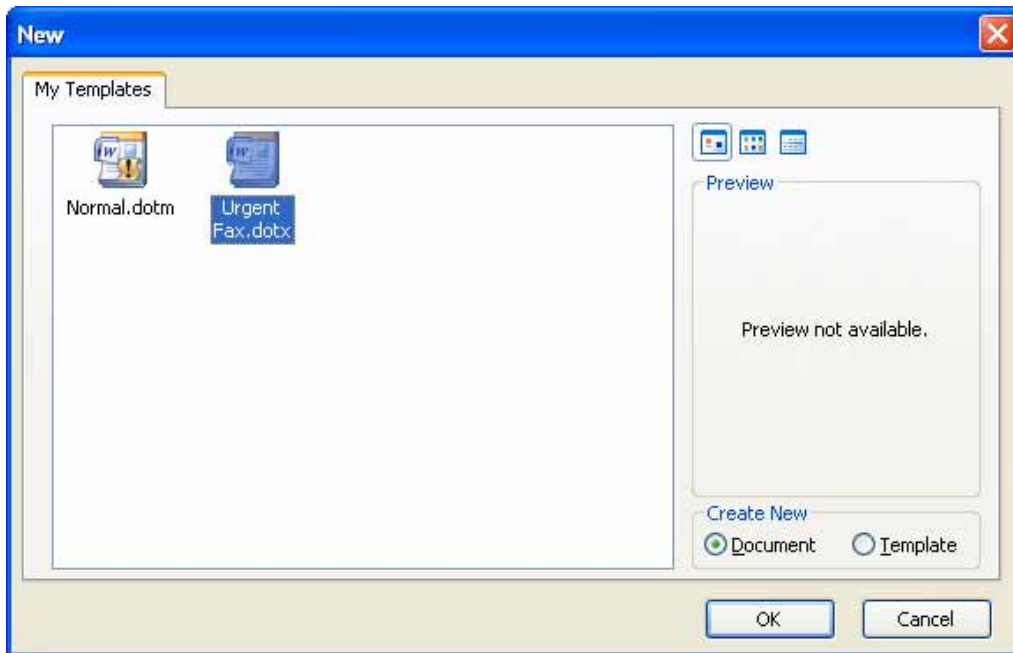 New
My Templates
Normal.dotm
Urgent
Fax.dotx
Preview
Preview not available.
Create New
Document Template
OK Cancel